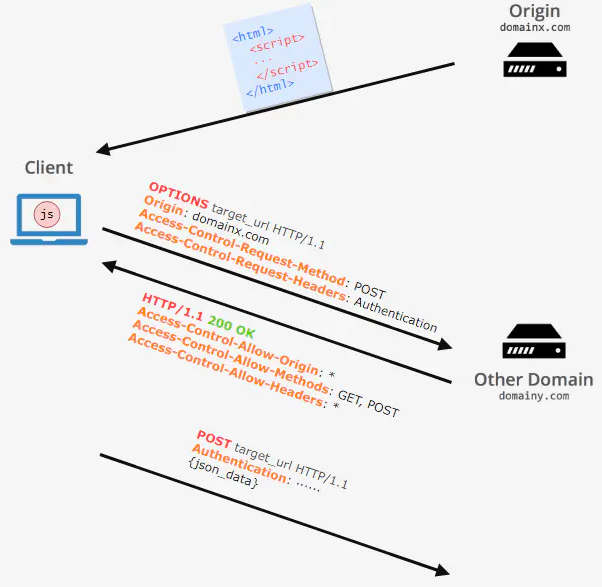 Origin
domainx.com
<html>
<script>
...
</script>
</html>
Client
js
OPTIONS target_url HTTP/1.1
Origin: domainx.com
Access-Control-Request-Method: POST
Access-Control-Request-Headers: Authentication
HTTP/1.1 200 OK
Access-Control-Allow-Origin: *
Access-Control-Allow-Methods: GET, POST
Access-Control-Allow-Headers: *
Other Domain
domainy.com
POST target_url HTTP/1.1
Authentication: ......
{json_data}